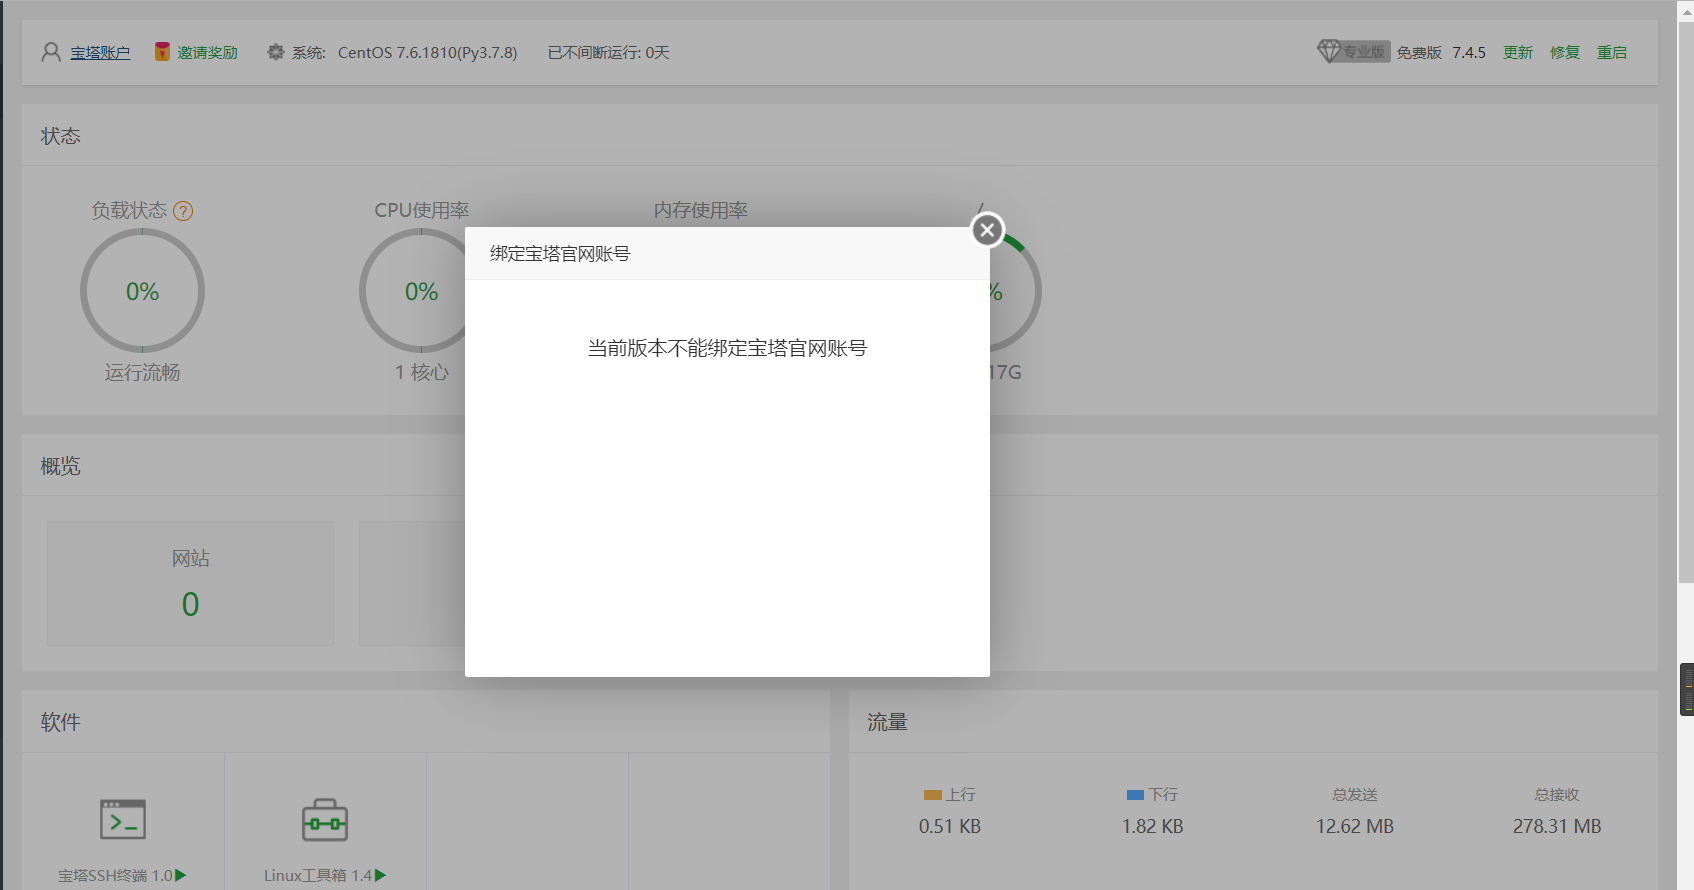 宝塔账户 邀请奖励 系统: CentOS 7.6.1810(Py3.7.8) 已不间断运行: 0天 专业版 免费版 7.4.5 更新 修复 重启
状态
负载状态 ? CPU使用率 内存使用率 /
绑定宝塔官网账号
0% 0% %
当前版本不能绑定宝塔官网账号
运行流畅 1 核心 17G
概览
网站
0
软件 流量
上行 下行 总发送 总接收
0.51 KB 1.82 KB 12.62 MB 278.31 MB
宝塔SSH终端 1.0 Linux工具箱 1.4